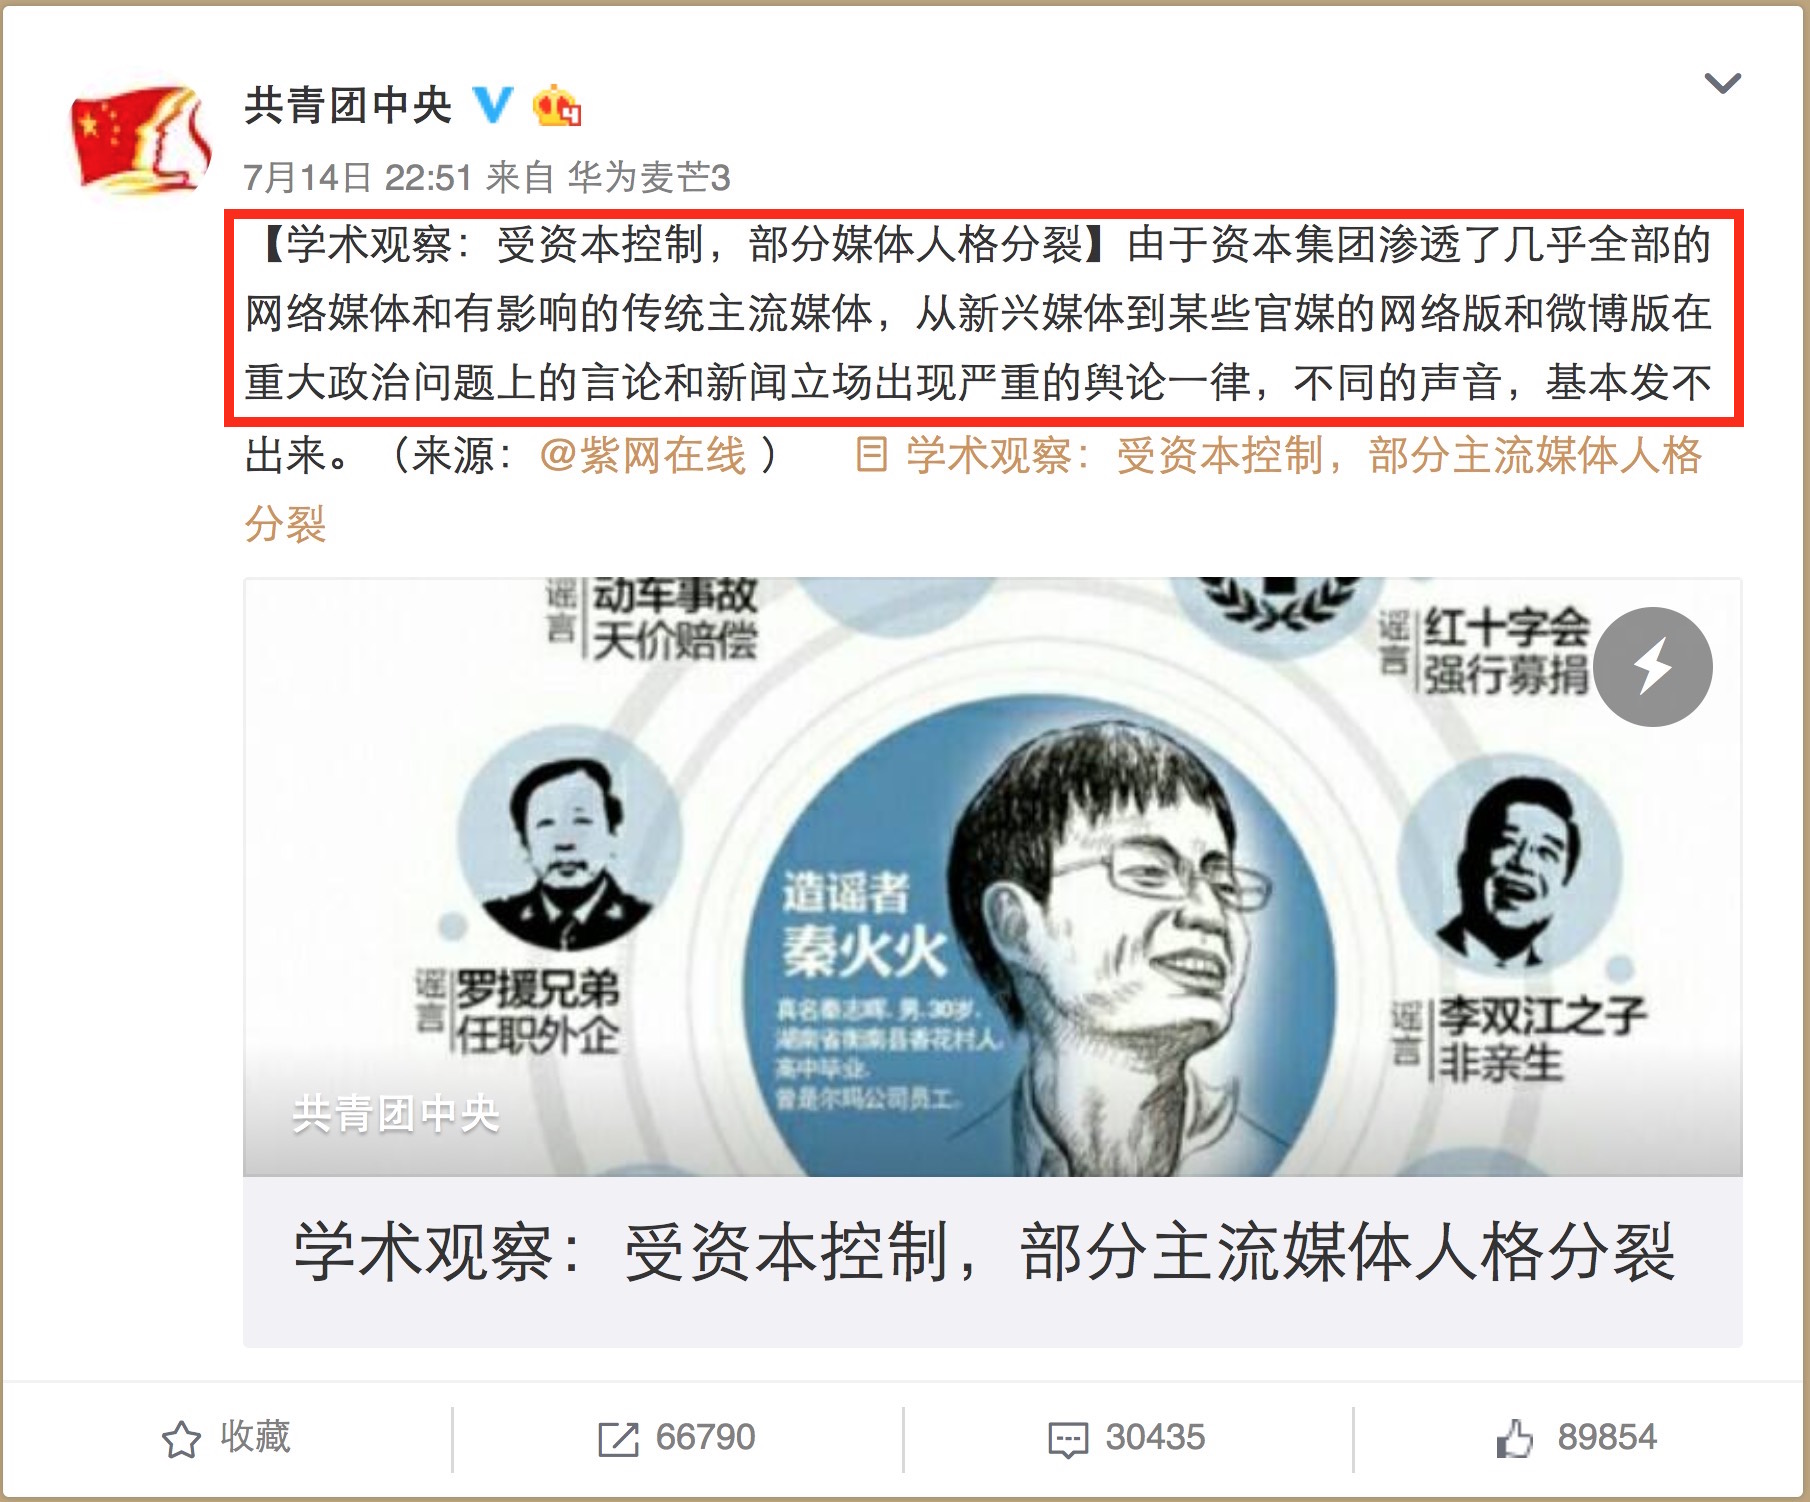 共青团中央
4
7月14日 22:51 来自 华为麦芒3
【学术观察：受资本控制，部分媒体人格分裂】由于资本集团渗透了几乎全部的
网络媒体和有影响的传统主流媒体，从新兴媒体到某些官媒的网络版和微博版在
重大政治问题上的言论和新闻立场出现严重的舆论一律，不同的声音，基本发不
出来。（来源：@紫网在线 ） 学术观察：受资本控制，部分主流媒体人格
分裂
谣言 动车事故
天价赔偿
谣言 红十字会
强行募捐
造谣者
秦火火
真名秦志晖，男，30岁，
湖南省衡南县香花村人，
高中毕业，
曾是尔玛公司员工。
谣言 罗援兄弟
任职外企
谣言 李双江之子
非亲生
共青团中央
学术观察：受资本控制，部分主流媒体人格分裂
收藏 66790 30435 89854